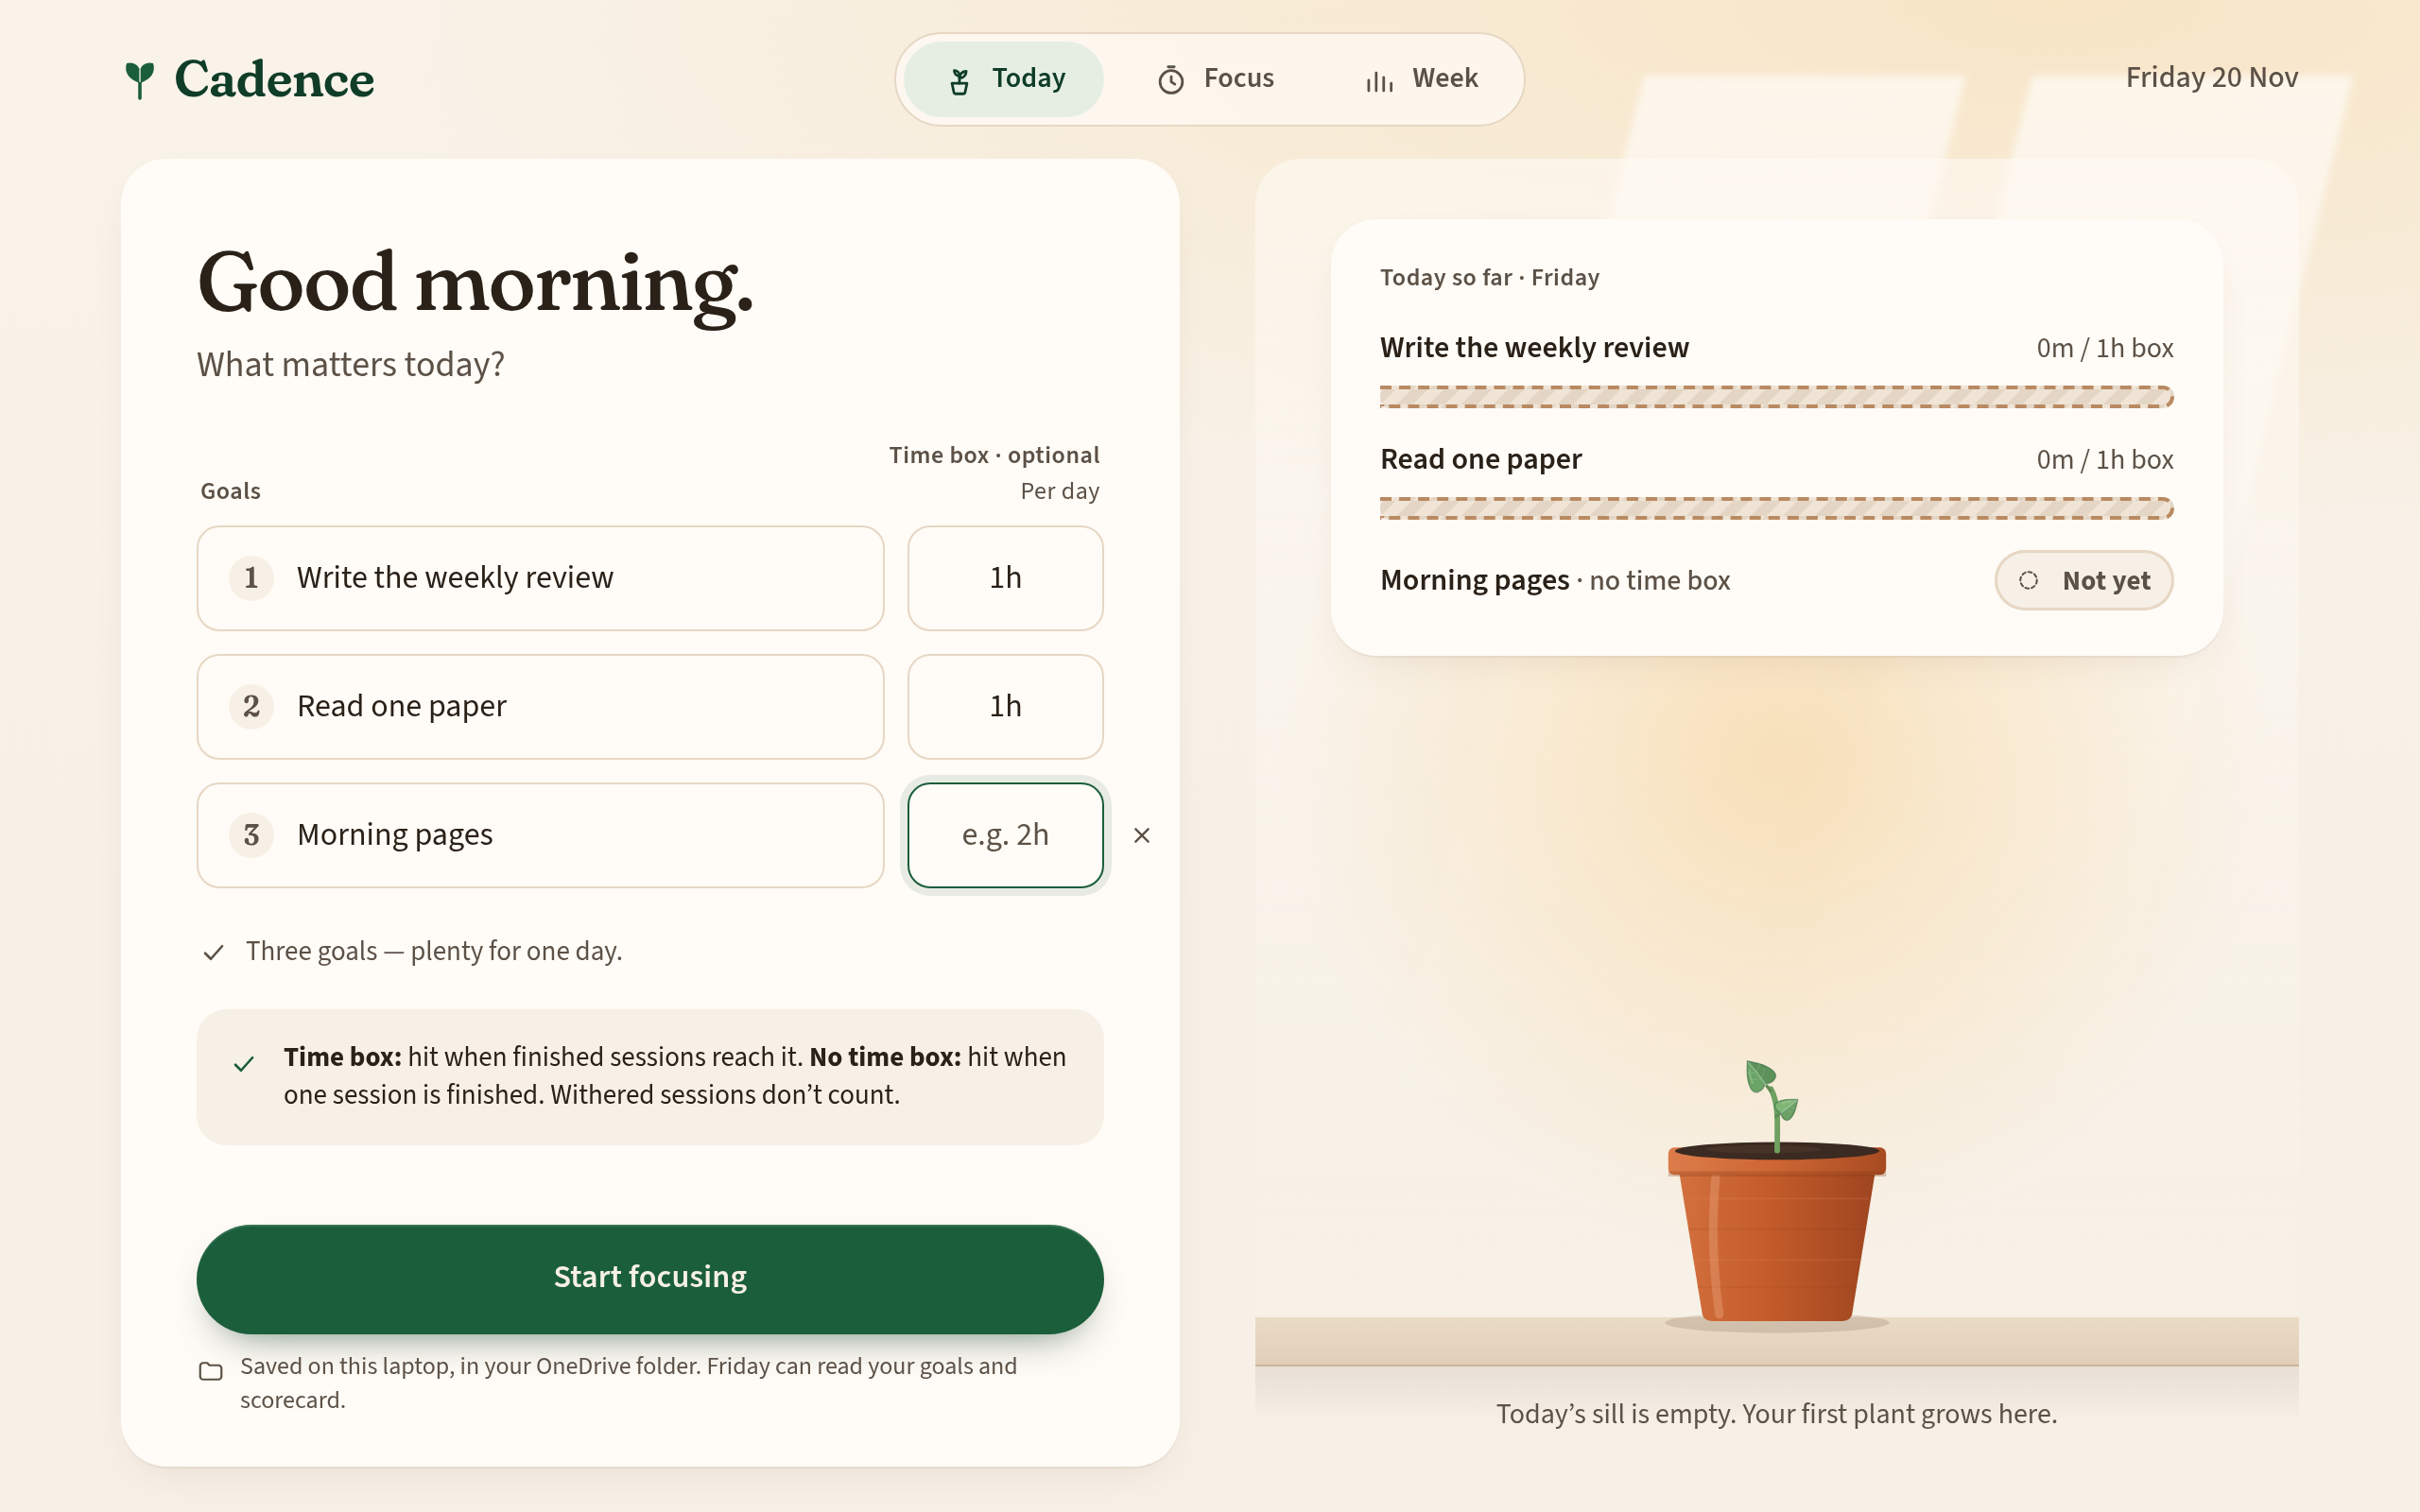 Cadence
Today
Focus
Week
Friday 20 Nov
Good morning.
What matters today?
Time box · optional
Goals
Per day
1 Write the weekly review
1h
2 Read one paper
1h
3 Morning pages
e.g. 2h
Three goals — plenty for one day.
Time box: hit when finished sessions reach it. No time box: hit when
one session is finished. Withered sessions don’t count.
Start focusing
Saved on this laptop, in your OneDrive folder. Friday can read your goals and
scorecard.
Today so far · Friday
Write the weekly review
0m / 1h box
Read one paper
0m / 1h box
Morning pages · no time box
Not yet
Today’s sill is empty. Your first plant grows here.